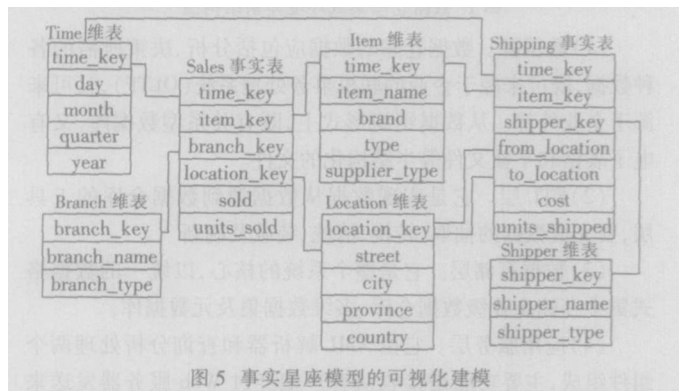 Time 维表
time_key
day
month
quarter
year
Branch 维表
branch_key
branch_name
branch_type
Sales 事实表
time_key
item_key
branch_key
location_key
sold
units_sold
Item 维表
time_key
item_name
brand
type
supplier_type
Location 维表
location_key
street
city
province
country
Shipping 事实表
time_key
item_key
shipper_key
from_location
to_location
cost
units_shipped
Shipper 维表
shipper_key
shipper_name
shipper_type
图 5 事实星座模型的可视化建模